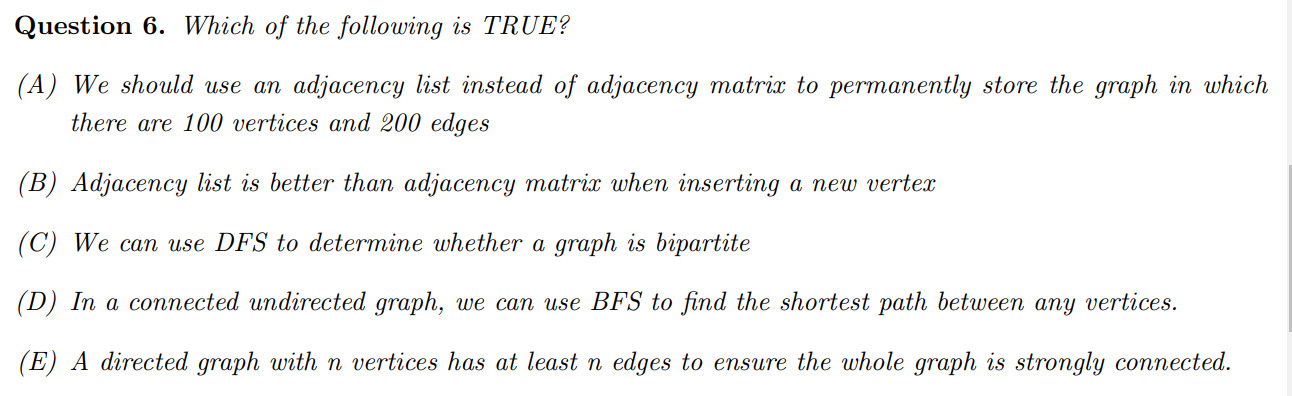 Question 6. Which of the following is TRUE?
(A) We should use an adjacency list instead of adjacency matrix to permanently store the graph in which
there are 100 vertices and 200 edges
(B) Adjacency list is better than adjacency matrix when inserting a new vertex
(C) We can use DFS to determine whether a graph is bipartite
(D) In a connected undirected graph, we can use BFS to find the shortest path between any vertices.
(E) A directed graph with n vertices has at least n edges to ensure the whole graph is strongly connected.